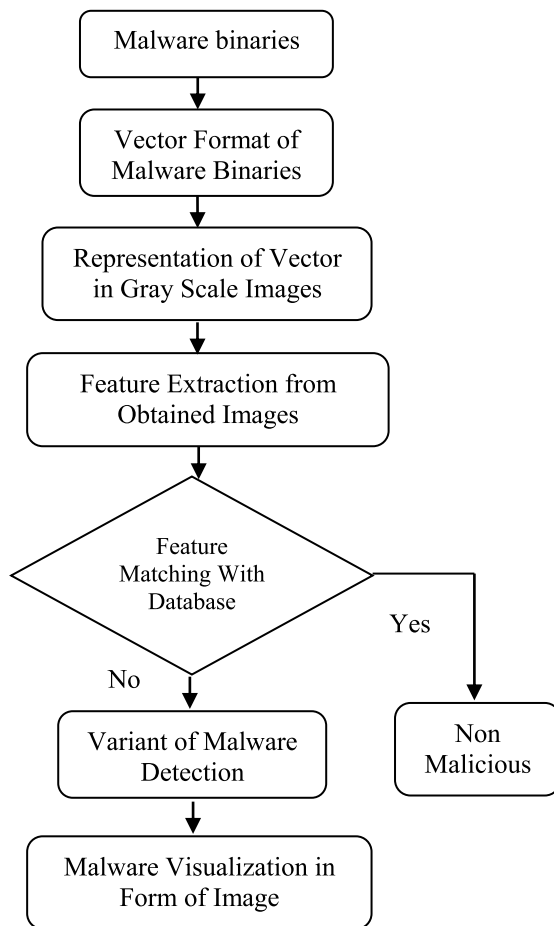 Malware binaries
Vector Format of
Malware Binaries
Representation of Vector
in Gray Scale Images
Feature Extraction from
Obtained Images
Feature
Matching With
Database
Yes
No
Variant of Malware
Detection
Non
Malicious
Malware Visualization in
Form of Image